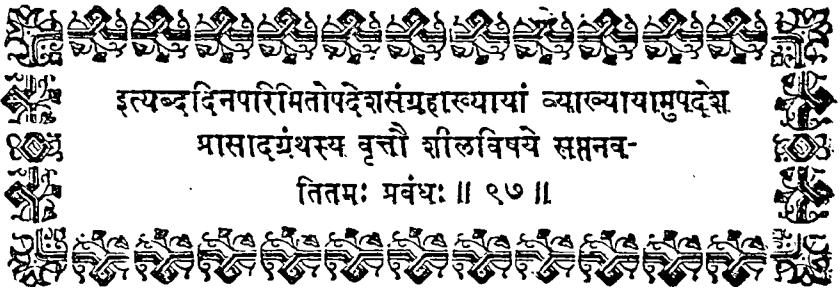 इत्यब्ददिनपरिमितोपदेशसंग्रहाख्यायां व्याख्यायामुपदेश
प्रासादग्रंथस्य वृत्तौ शीलविषये सप्तनव-
तितमः प्रबंधः ॥ ९७ ॥